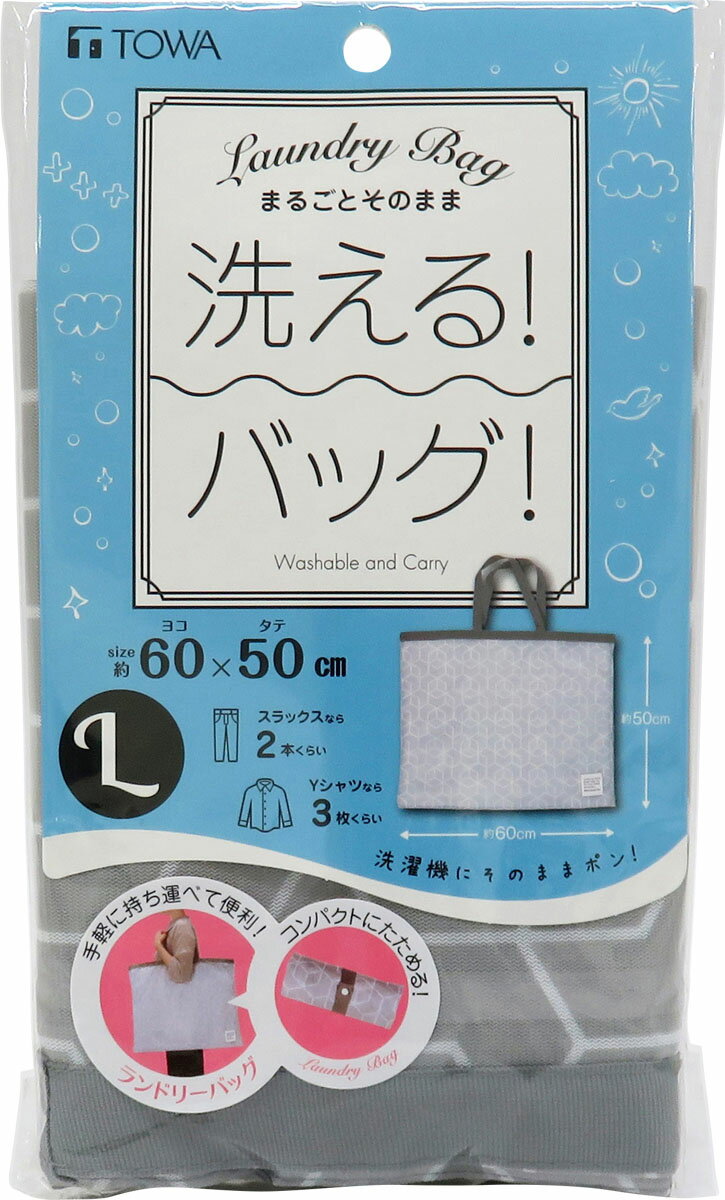 TOWA
Laundry Bag
まるごとそのまま
洗える!
バッグ!
Washable and Carry
ヨコ タテ
size 約 60×50cm
L
スラックスなら
2本くらい
Yシャツなら
3枚くらい
約50cm
約60cm
洗濯機にそのままポン!
手軽に持ち運べて便利!
ランドリーバッグ
コンパクトにたためる!
Laundry Bag